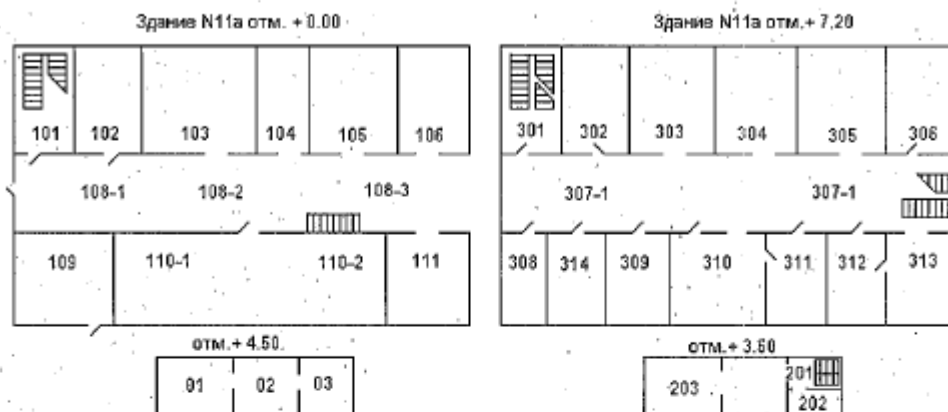 Здание N11a отм. + 0.00
Здание N11a отм.+ 7,20
101 102 103 104 105 106
301 302 303 304 305 306
108-1 108-2 108-3
307-1 307-1
109 110-1 110-2 111
308 314 309 310 311 312 313
отм.+ 4.50.
отм.+ 3.60
01 02 03
203 201
202